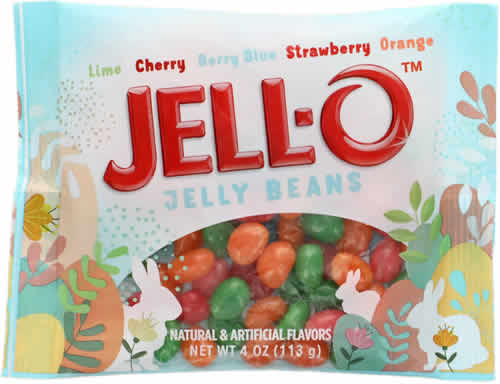 Lime Cherry Berry Blue Strawberry Orange
JELL-O™
JELLY BEANS
NATURAL & ARTIFICIAL FLAVORS
NET WT 4 OZ (113 g)